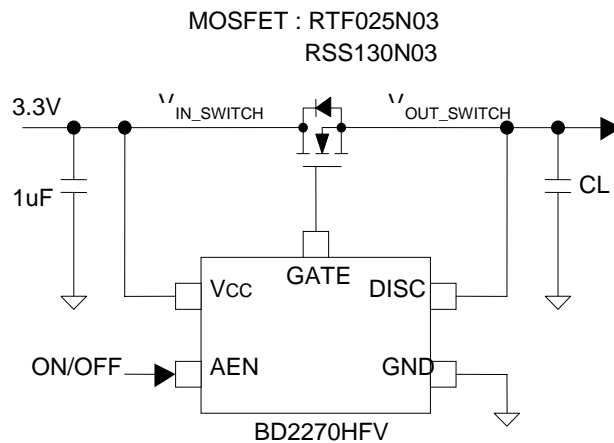 MOSFET : RTF025N03
RSS130N03
3.3V
VIN_SWITCH
VOUT_SWITCH
1uF
CL
GATE
VCC
DISC
ON/OFF
AEN
GND
BD2270HFV